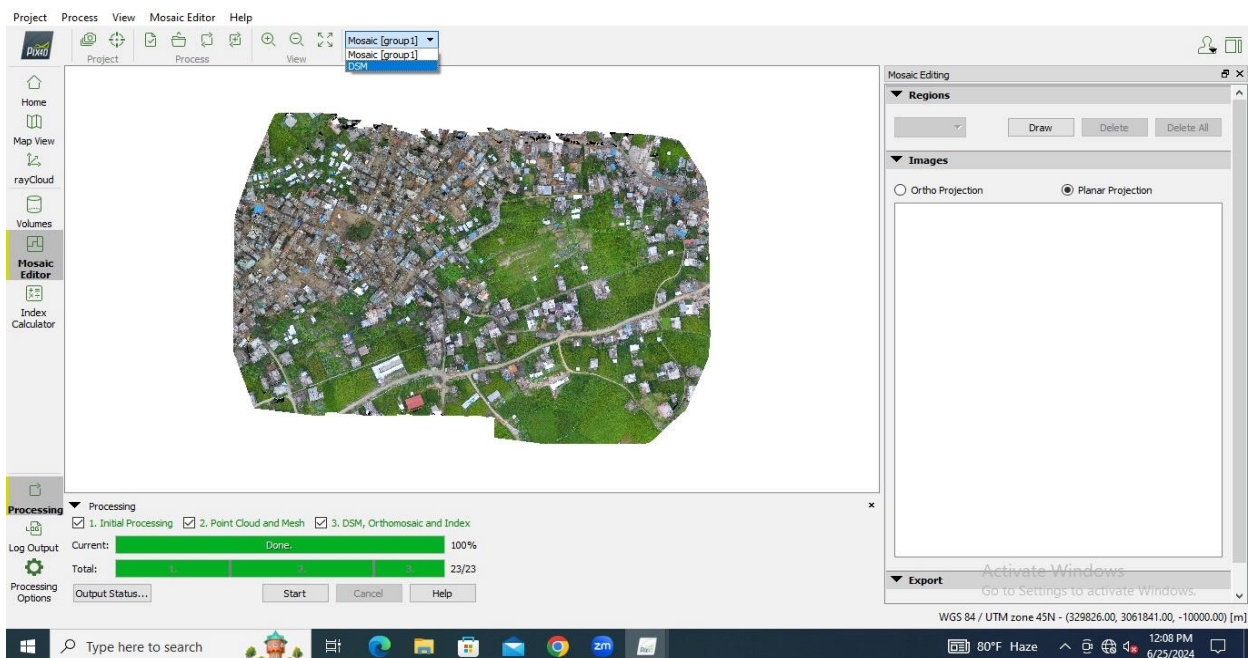 Project Process View Mosaic Editor Help
PIX4D
Project
Process
View
Mosaic [group1]
Mosaic [group1]
DSM
Home
Map View
rayCloud
Volumes
Mosaic
Editor
Index
Calculator
Processing
Log Output
Processing
Options
Mosaic Editing
Regions
Draw Delete Delete All
Images
Ortho Projection Planar Projection
Export
Activate Windows
Go to Settings to activate Windows.
Processing
1. Initial Processing 2. Point Cloud and Mesh 3. DSM, Orthomosaic and Index
Current: Done. 100%
Total: 1. 2. 3. 23/23
Output Status... Start Cancel Help
WGS 84 / UTM zone 45N - (329826.00, 3061841.00, -10000.00) [m]
Type here to search
zm
80°F Haze
12:08 PM
6/25/2024